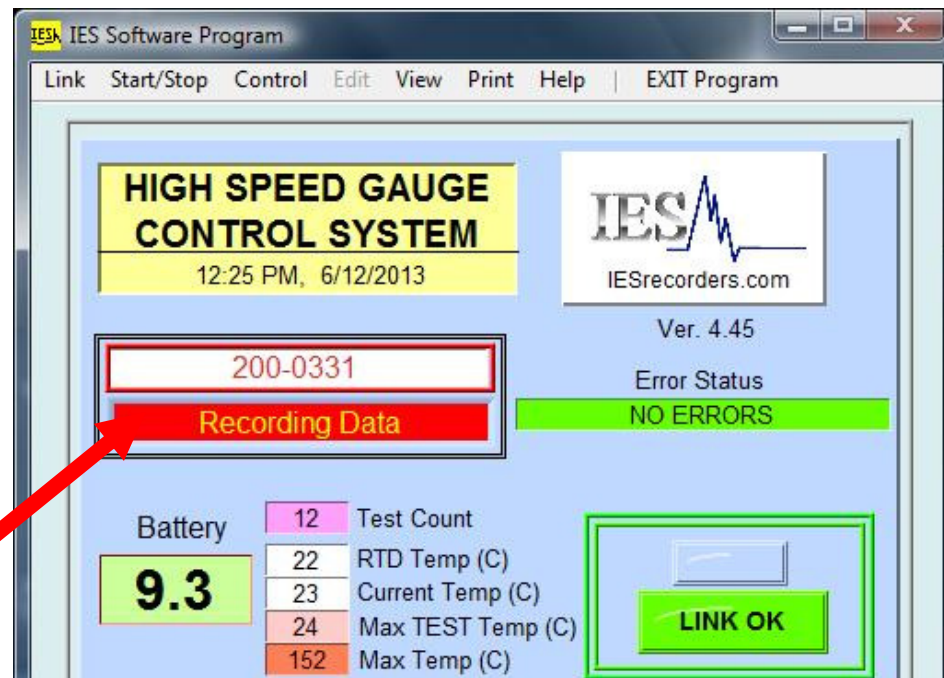 IESA IES Software Program
Link Start/Stop Control Edit View Print Help | EXIT Program
HIGH SPEED GAUGE
CONTROL SYSTEM
12:25 PM, 6/12/2013
IES
IESrecorders.com
Ver. 4.45
200-0331
Recording Data
Error Status
NO ERRORS
Battery
9.3
12 Test Count
22 RTD Temp (C)
23 Current Temp (C)
24 Max TEST Temp (C)
152 Max Temp (C)
LINK OK